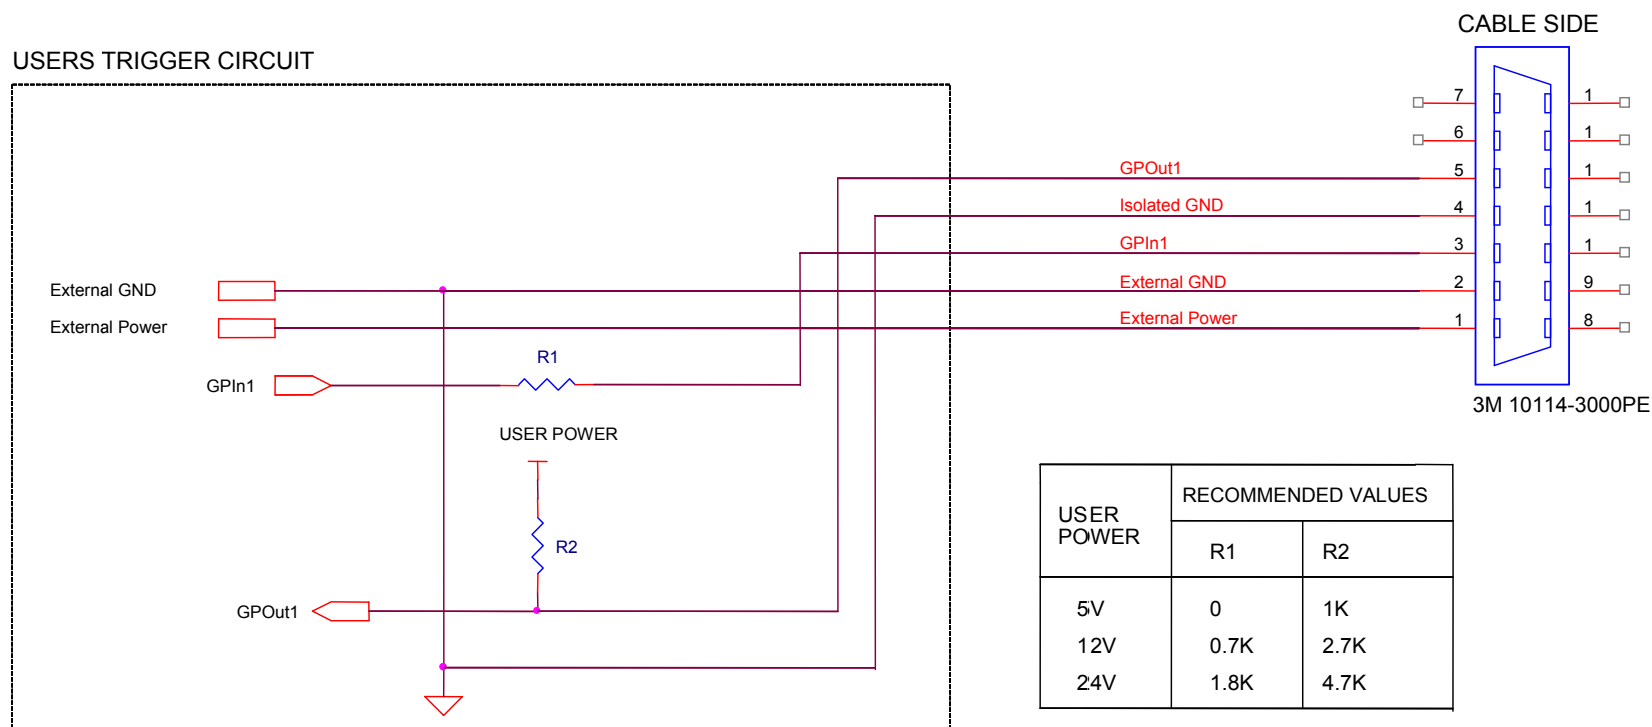 CABLE SIDE
USERS TRIGGER CIRCUIT
7 1
6 1
GPOut1 5 1
Isolated GND 4 1
GPIn1 3 1
External GND External GND 2 9
External Power External Power 1 8
R1
GPIn1
3M 10114-3000PE
USER POWER
R2
GPOut1
USER POWER RECOMMENDED VALUES
R1 R2
5V 0 1K
12V 0.7K 2.7K
24V 1.8K 4.7K